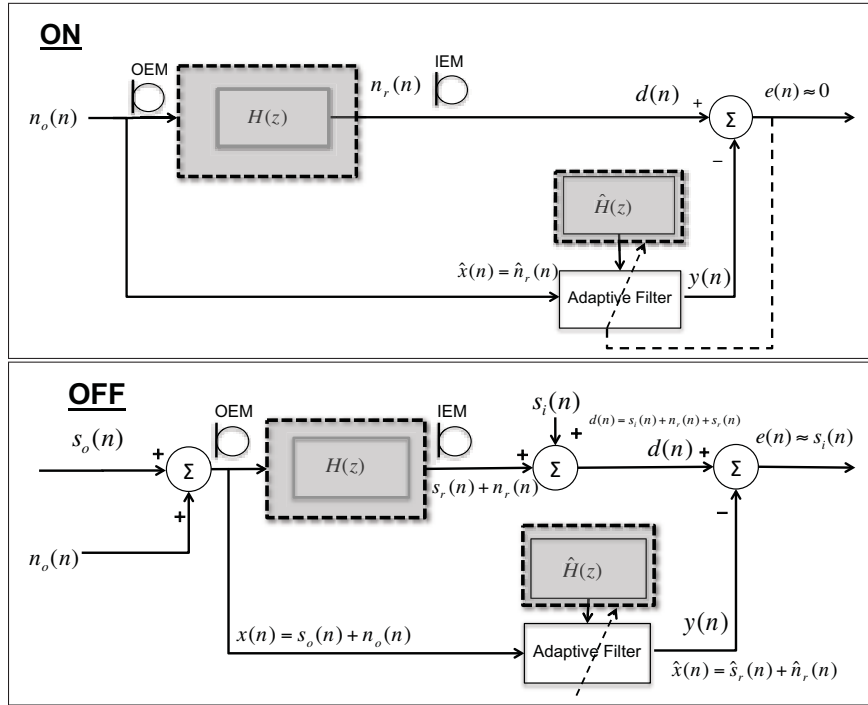 ON
OEM
IEM
n_o(n)
H(z)
n_r(n)
d(n)
+
Σ
e(n) ≈ 0
−
Ĥ(z)
x̂(n) = n̂_r(n)
Adaptive Filter
y(n)
OFF
OEM
IEM
s_o(n)
+
Σ
+
n_o(n)
H(z)
s_r(n) + n_r(n)
s_i(n)
+
+
Σ
d(n) = s_i(n) + n_r(n) + s_r(n)
d(n)
+
Σ
e(n) ≈ s_i(n)
−
Ĥ(z)
x(n) = s_o(n) + n_o(n)
Adaptive Filter
y(n)
x̂(n) = ŝ_r(n) + n̂_r(n)